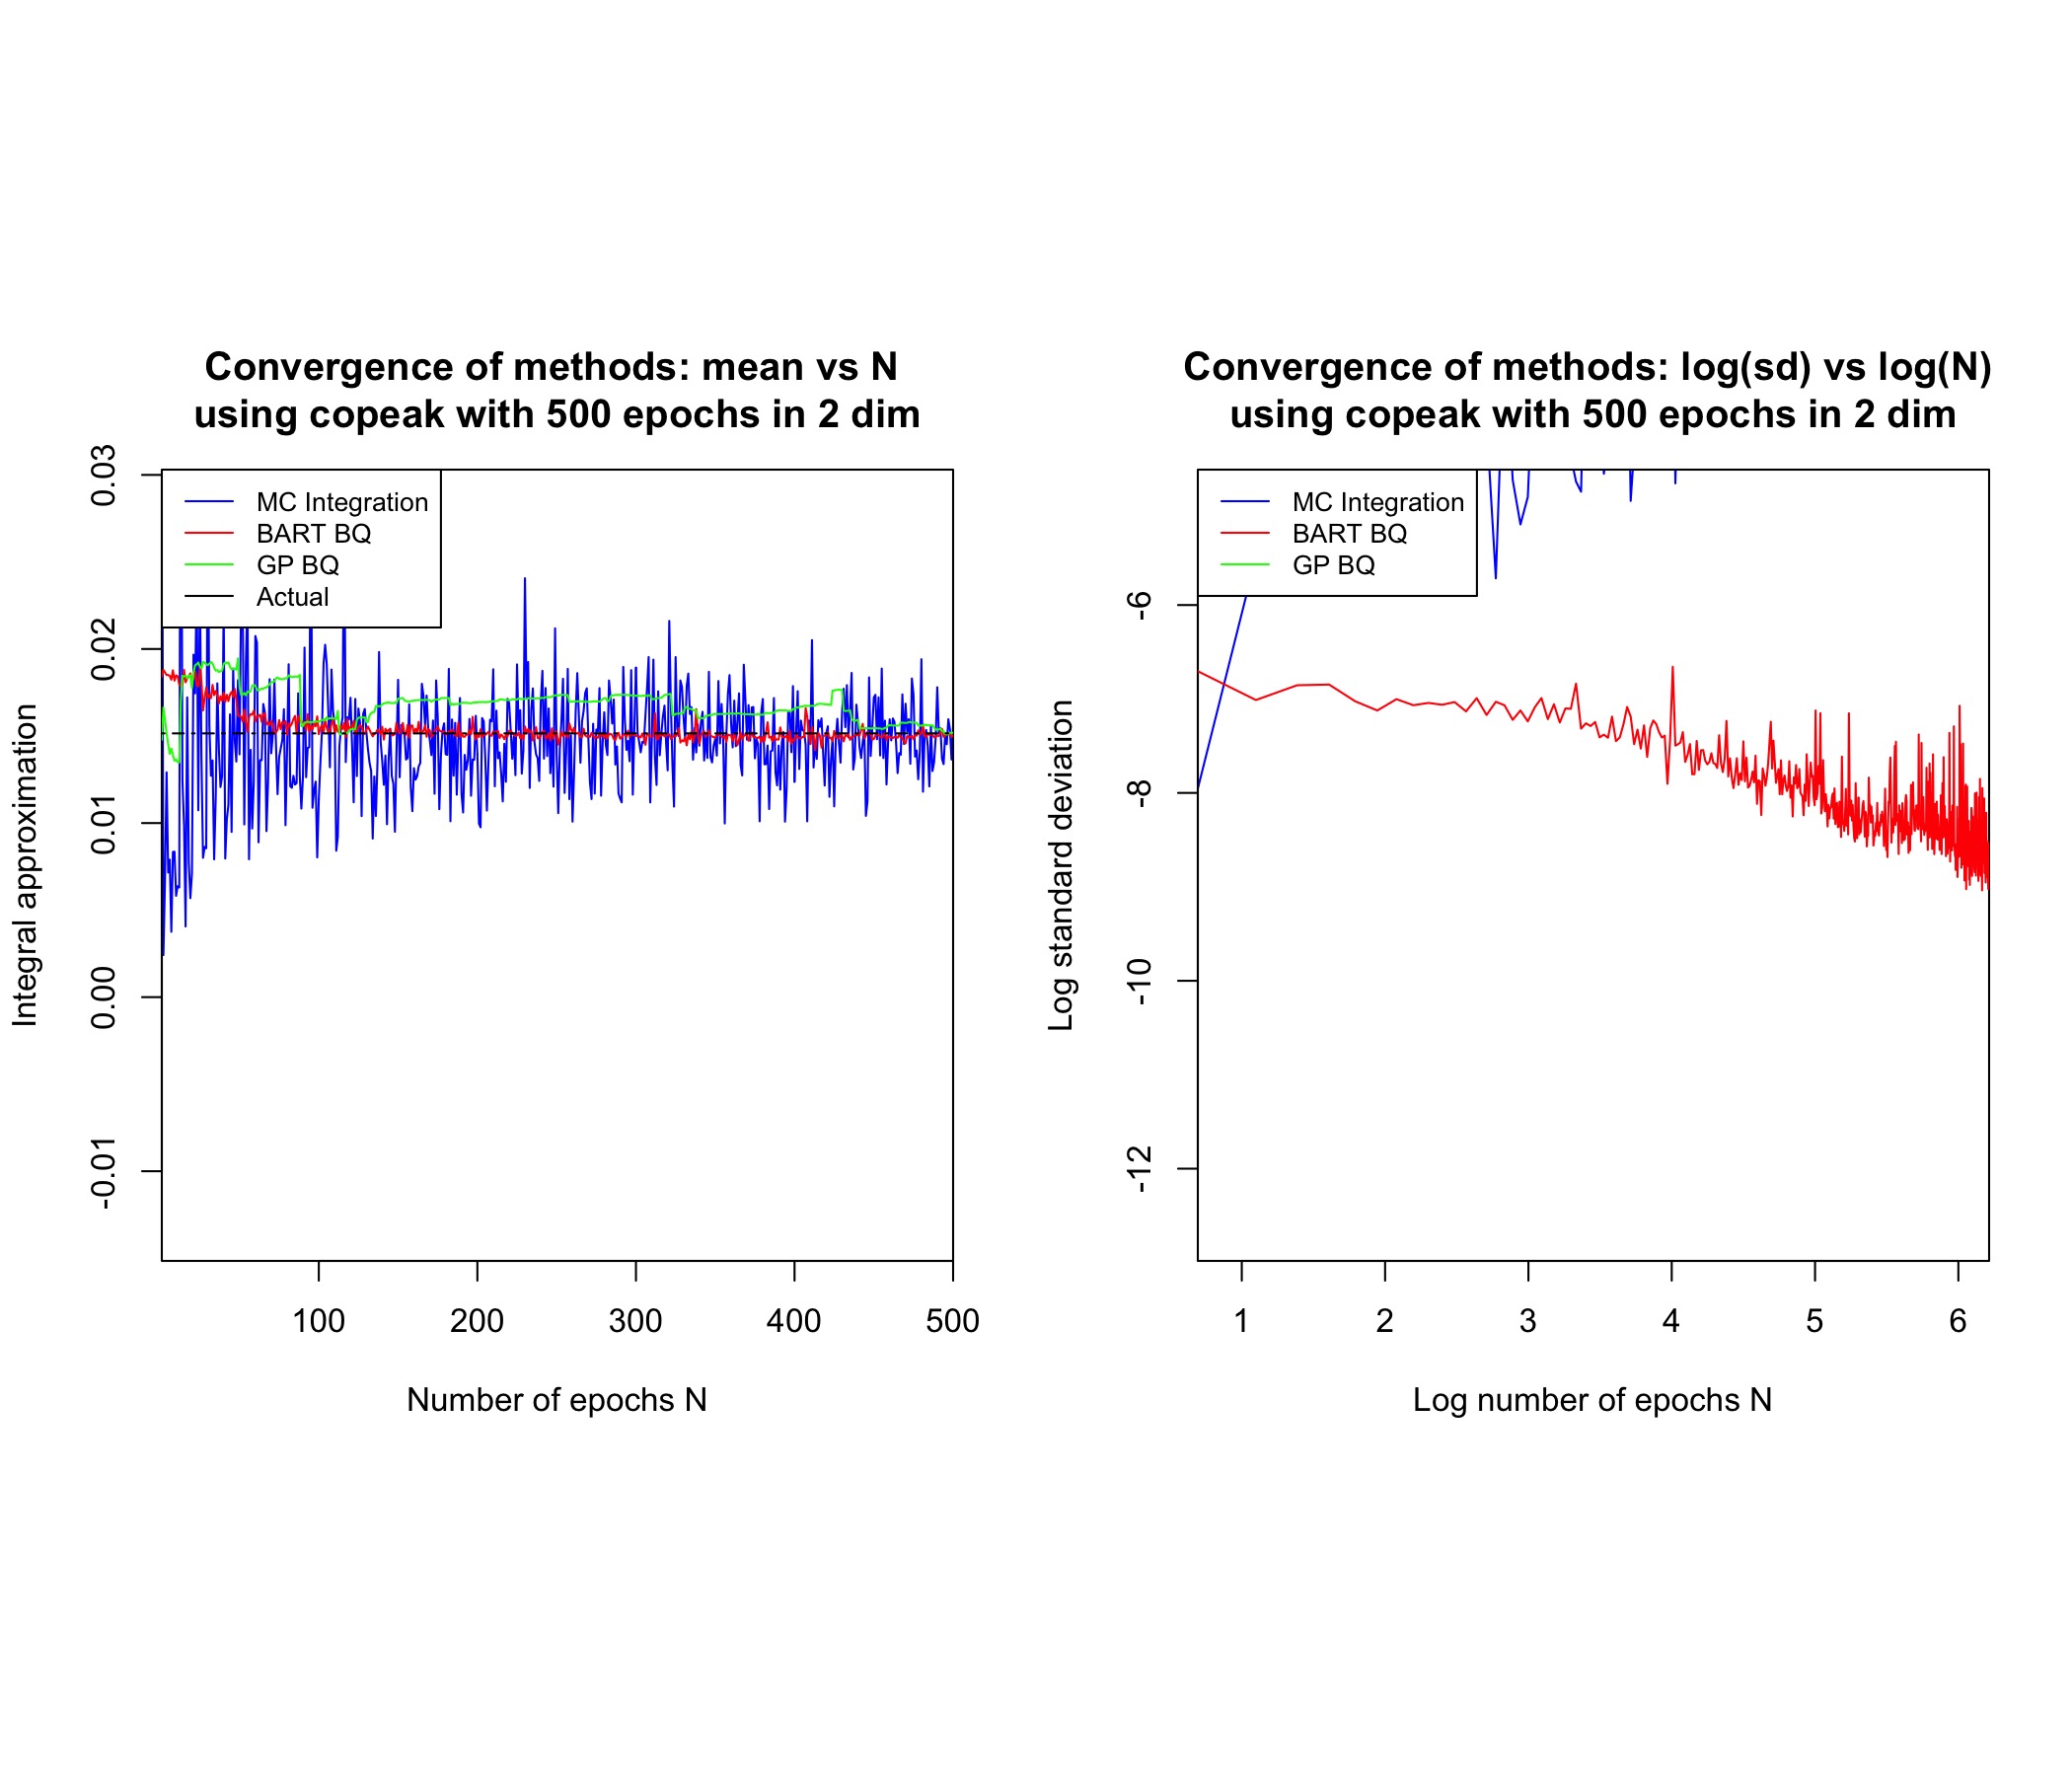 Convergence of methods: mean vs N
using copeak with 500 epochs in 2 dim
MC Integration
BART BQ
GP BQ
Actual
0.03
0.02
0.01
0.00
-0.01
Integral approximation
100 200 300 400 500
Number of epochs N
Convergence of methods: log(sd) vs log(N)
using copeak with 500 epochs in 2 dim
MC Integration
BART BQ
GP BQ
-6
-8
-10
-12
Log standard deviation
1 2 3 4 5 6
Log number of epochs N